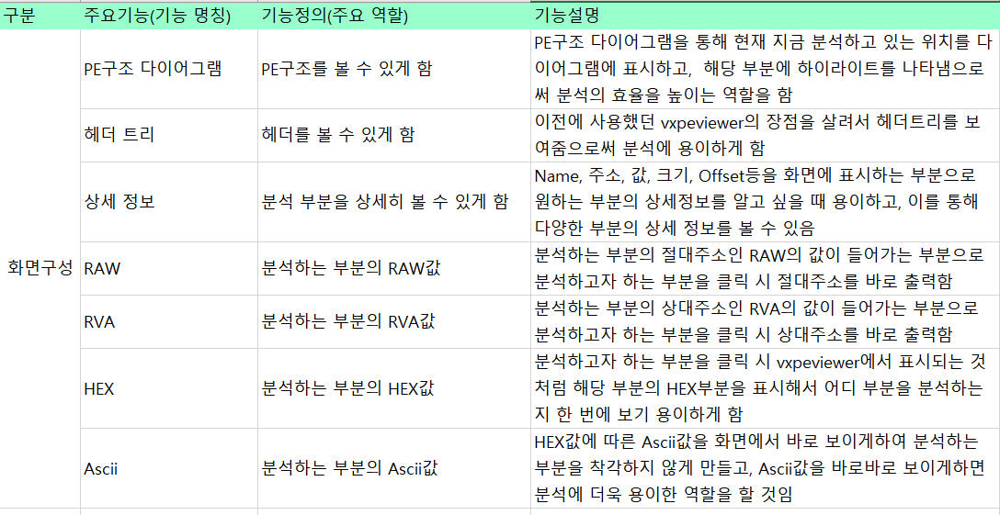 구분 주요기능(기능 명칭) 기능정의(주요 역할) 기능설명
PE구조 다이어그램 PE구조를 볼 수 있게 함
PE구조 다이어그램을 통해 현재 지금 분석하고 있는 위치를 다
이어그램에 표시하고, 해당 부분에 하이라이트를 나타냄으로
써 분석의 효율을 높이는 역할을 함
헤더 트리 헤더를 볼 수 있게 함
이전에 사용했던 vxpeviewer의 장점을 살려서 헤더트리를 보
여줌으로써 분석에 용이하게 함
상세 정보 분석 부분을 상세히 볼 수 있게 함
Name, 주소, 값, 크기, Offset등을 화면에 표시하는 부분으로
원하는 부분의 상세정보를 알고 싶을 때 용이하고, 이를 통해
다양한 부분의 상세 정보를 볼 수 있음
화면구성 RAW 분석하는 부분의 RAW값
분석하는 부분의 절대주소인 RAW의 값이 들어가는 부분으로
분석하고자 하는 부분을 클릭 시 절대주소를 바로 출력함
RVA 분석하는 부분의 RVA값
분석하는 부분의 상대주소인 RVA의 값이 들어가는 부분으로
분석하고자 하는 부분을 클릭 시 상대주소를 바로 출력함
HEX 분석하는 부분의 HEX값
분석하고자 하는 부분을 클릭 시 vxpeviewer에서 표시되는 것
처럼 해당 부분의 HEX부분을 표시해서 어디 부분을 분석하는
지 한 번에 보기 용이하게 함
Ascii 분석하는 부분의 Ascii값
HEX값에 따른 Ascii값을 화면에서 바로 보이게하여 분석하는
부분을 착각하지 않게 만들고, Ascii값을 바로바로 보이게하면
분석에 더욱 용이한 역할을 할 것임